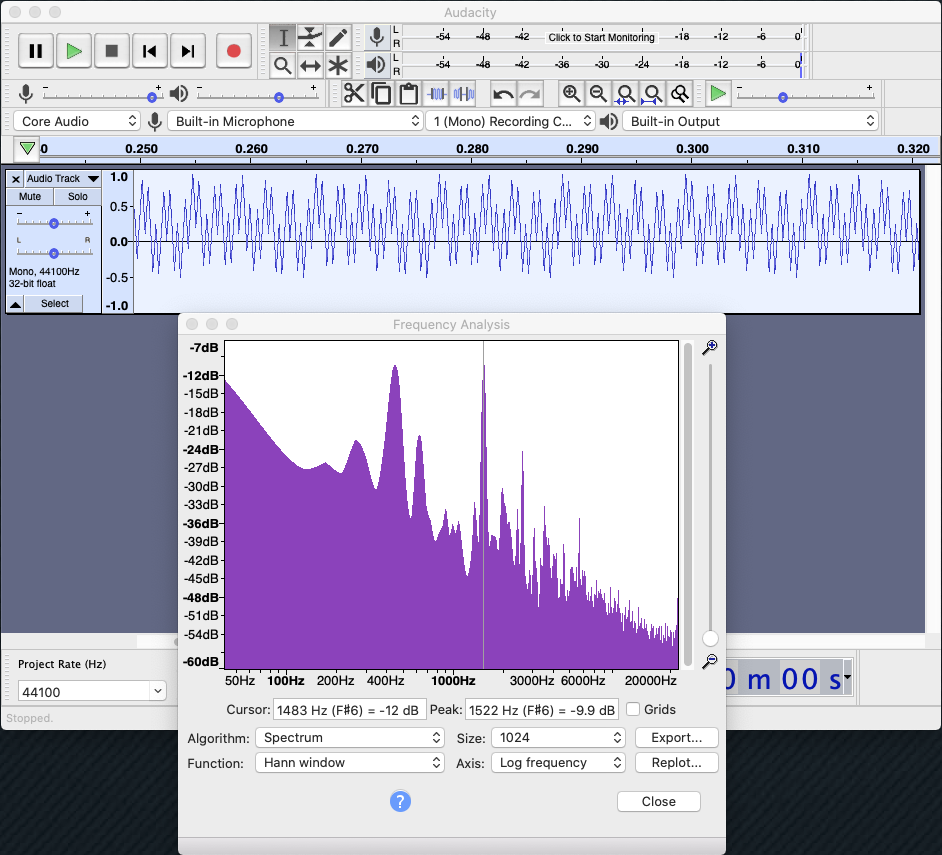 Audacity
L
R
-54 -48 -42 Click to Start Monitoring -18 -12 -6 0
L
R
-54 -48 -42 -36 -30 -24 -18 -12 -6 0
- +
- +
- +
Core Audio Built-in Microphone 1 (Mono) Recording C... Built-in Output
0 0.250 0.260 0.270 0.280 0.290 0.300 0.310 0.320
Audio Track
Mute Solo
- +
L R
Mono, 44100Hz
32-bit float
Select
1.0
0.5
0.0
-0.5
-1.0
Frequency Analysis
-7dB
-12dB
-15dB
-18dB
-21dB
-24dB
-27dB
-30dB
-33dB
-36dB
-39dB
-42dB
-45dB
-48dB
-51dB
-54dB
-60dB
50Hz 100Hz 200Hz 400Hz 1000Hz 3000Hz 6000Hz 20000Hz
Cursor: 1483 Hz (F#6) = -12 dB Peak: 1522 Hz (F#6) = -9.9 dB Grids
Algorithm: Spectrum Size: 1024 Export...
Function: Hann window Axis: Log frequency Replot...
? Close
Project Rate (Hz)
44100
0 m 00 s
Stopped.